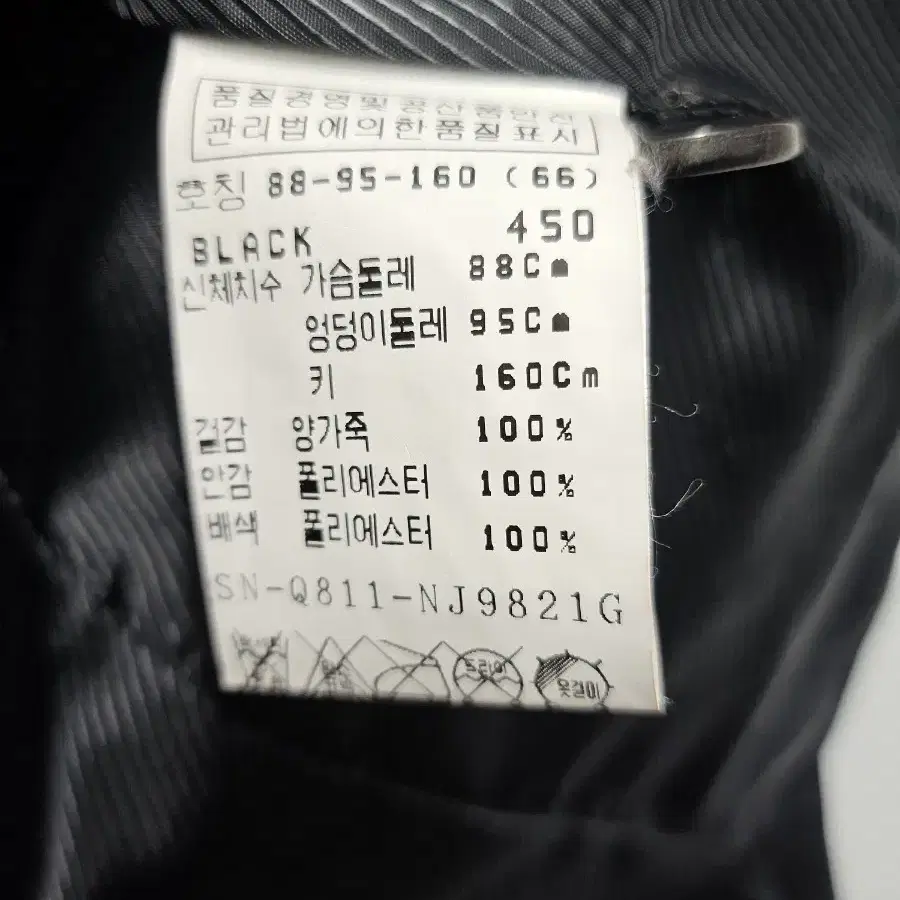 품질경영및공산품안전
관리법에의한품질표시
호칭 88-95-160 (66)
BLACK 450
신체치수 가슴둘레 88Cm
엉덩이둘레 95Cm
키 160Cm
겉감 양가죽 100%
안감 폴리에스터 100%
배색 폴리에스터 100%
SN-Q811-NJ9821G
드라이
옷걸이